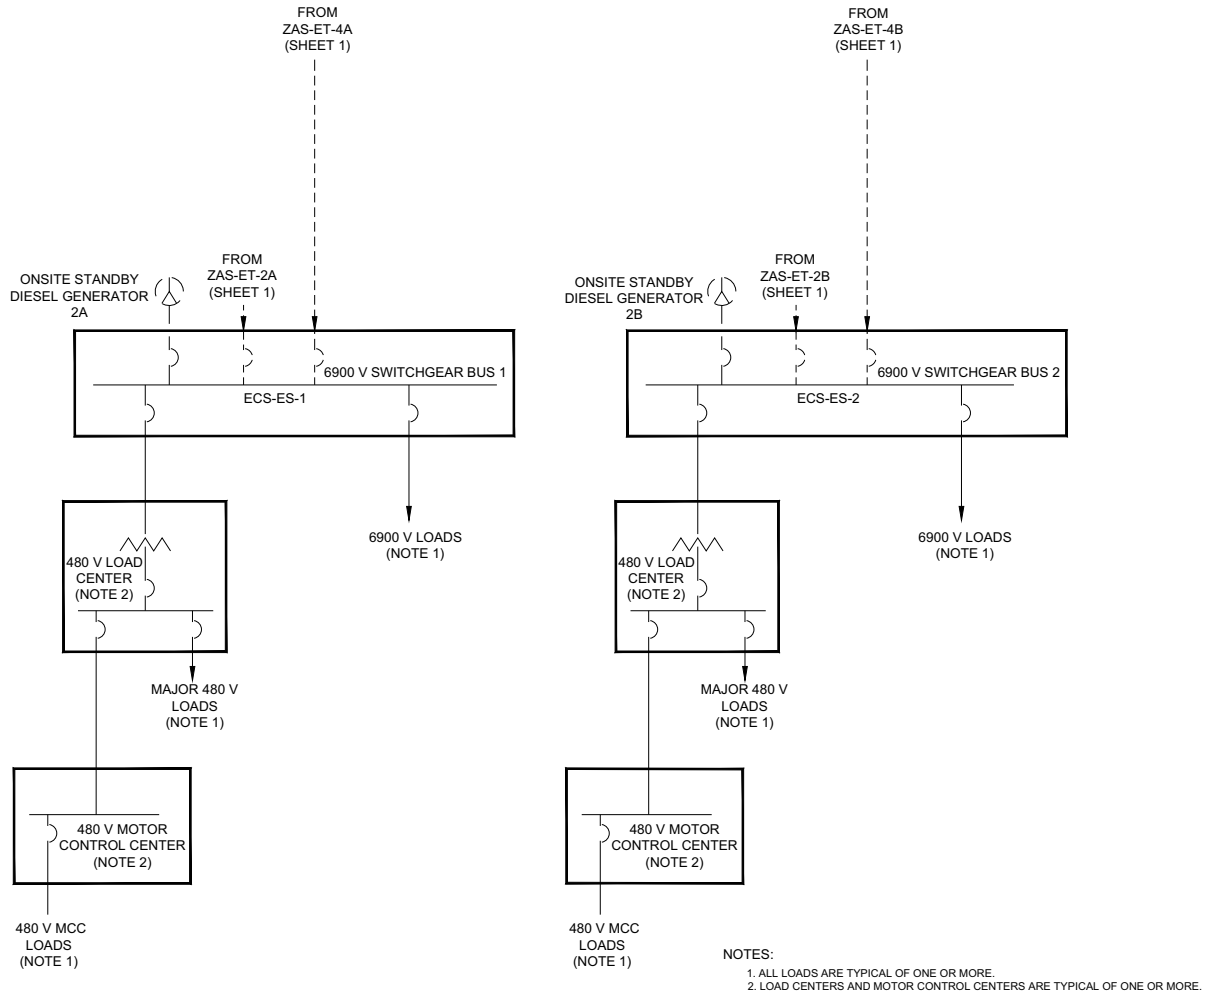 FROM
ZAS-ET-4A
(SHEET 1)
FROM
ZAS-ET-4B
(SHEET 1)
ONSITE STANDBY
DIESEL GENERATOR
2A
FROM
ZAS-ET-2A
(SHEET 1)
6900 V SWITCHGEAR BUS 1
ECS-ES-1
480 V LOAD
CENTER
(NOTE 2)
6900 V LOADS
(NOTE 1)
MAJOR 480 V
LOADS
(NOTE 1)
480 V MOTOR
CONTROL CENTER
(NOTE 2)
480 V MCC
LOADS
(NOTE 1)
ONSITE STANDBY
DIESEL GENERATOR
2B
FROM
ZAS-ET-2B
(SHEET 1)
6900 V SWITCHGEAR BUS 2
ECS-ES-2
480 V LOAD
CENTER
(NOTE 2)
6900 V LOADS
(NOTE 1)
MAJOR 480 V
LOADS
(NOTE 1)
480 V MOTOR
CONTROL CENTER
(NOTE 2)
480 V MCC
LOADS
(NOTE 1)
NOTES:
1. ALL LOADS ARE TYPICAL OF ONE OR MORE.
2. LOAD CENTERS AND MOTOR CONTROL CENTERS ARE TYPICAL OF ONE OR MORE.